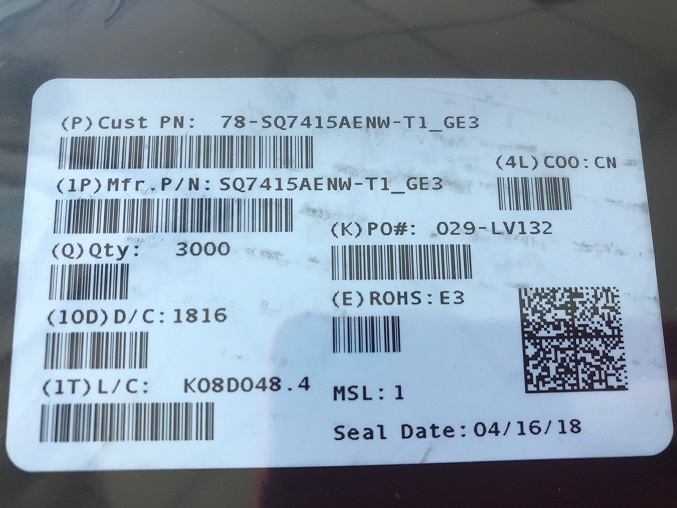 (P)Cust PN: 78-SQ7415AENW-T1_GE3
(4L)COO:CN
(1P)Mfr.P/N:SQ7415AENW-T1_GE3
(K)PO#: 029-LV132
(Q)Qty: 3000
(E)ROHS:E3
(10D)D/C:1816
(1T)L/C: K08D048.4
MSL:1
Seal Date:04/16/18